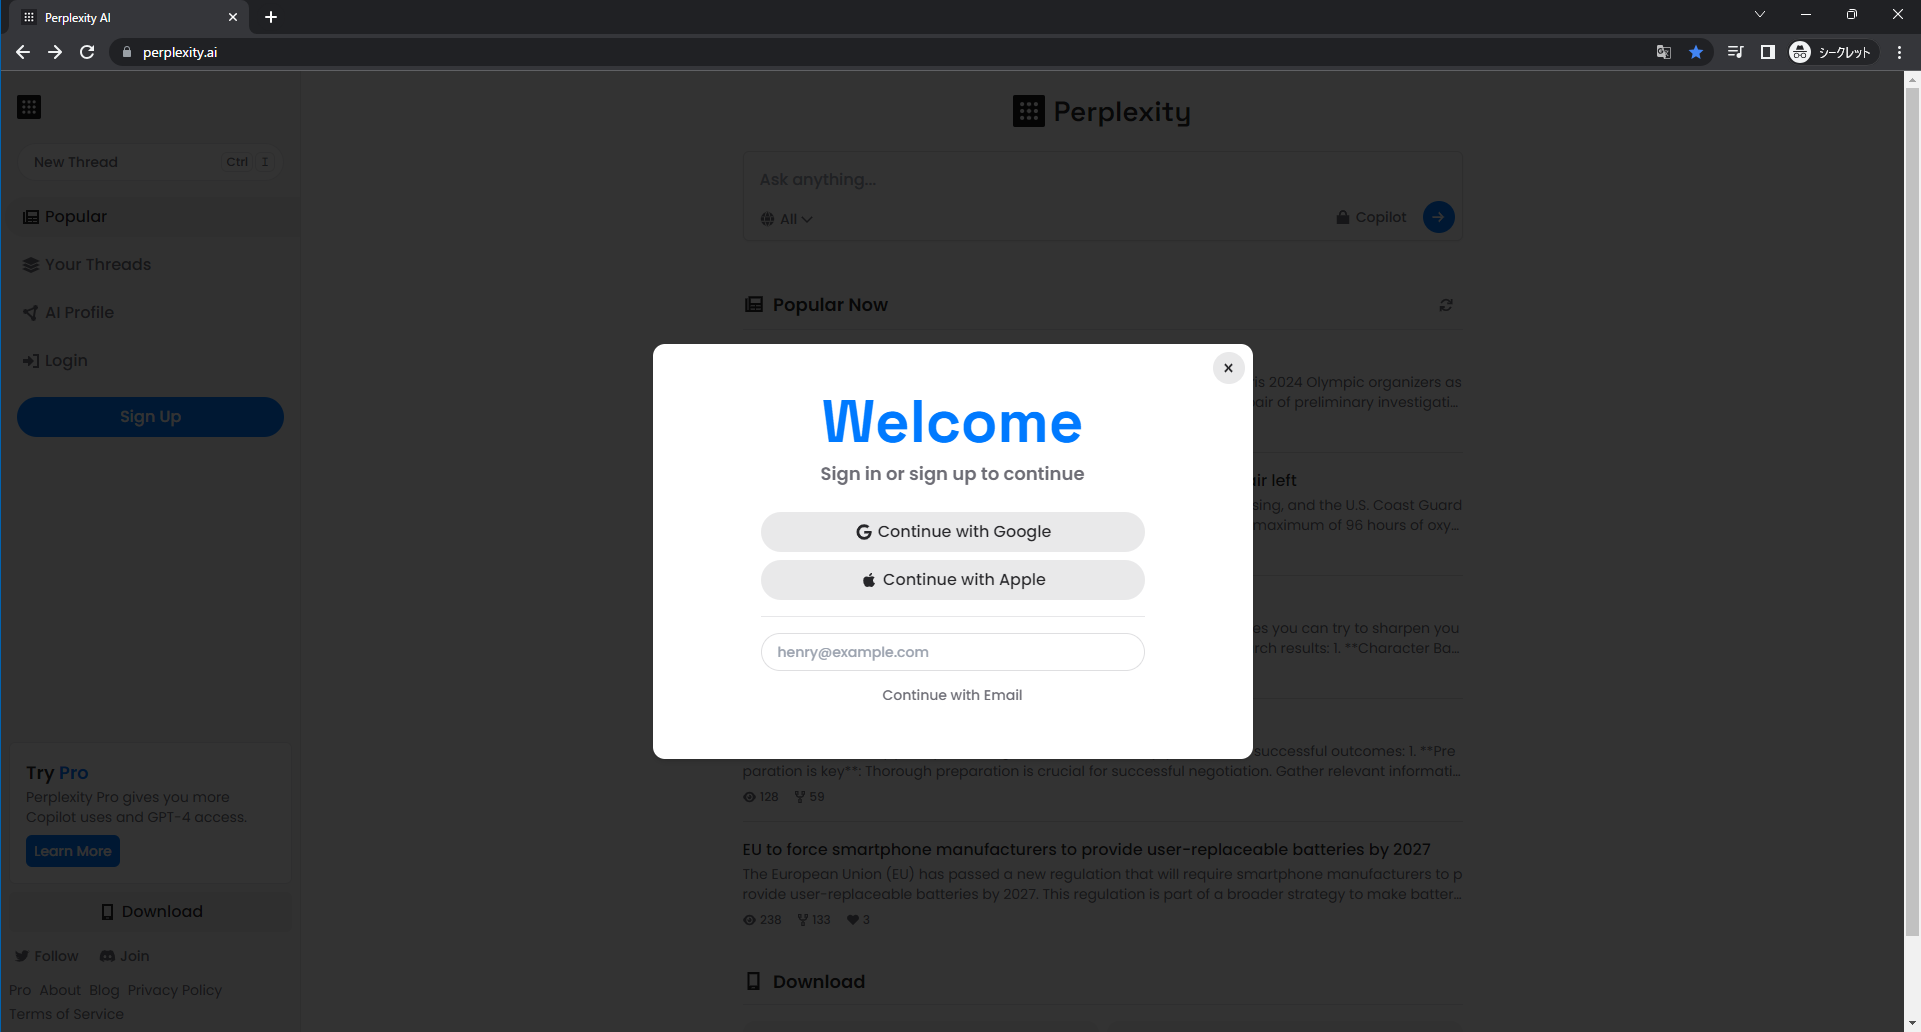 Perplexity AI
perplexity.ai
シークレット
New Thread
Ctrl I
Popular
Your Threads
AI Profile
Login
Sign Up
Try Pro
Perplexity Pro gives you more
Copilot uses and GPT-4 access.
Learn More
Download
Follow Join
Pro About Blog Privacy Policy
Terms of Service
Perplexity
Ask anything...
All
Copilot
Popular Now
is 2024 Olympic organizers as
air of preliminary investigati...
Welcome
Sign in or sign up to continue
Continue with Google
Continue with Apple
henry@example.com
Continue with Email
ir left
sing, and the U.S. Coast Guard
maximum of 96 hours of oxy...
es you can try to sharpen you
rch results: 1. **Character Ba...
successful outcomes: 1. **Pre
paration is key**: Thorough preparation is crucial for successful negotiation. Gather relevant informati...
128 59
EU to force smartphone manufacturers to provide user-replaceable batteries by 2027
The European Union (EU) has passed a new regulation that will require smartphone manufacturers to p
rovide user-replaceable batteries by 2027. This regulation is part of a broader strategy to make batter...
238 133 3
Download